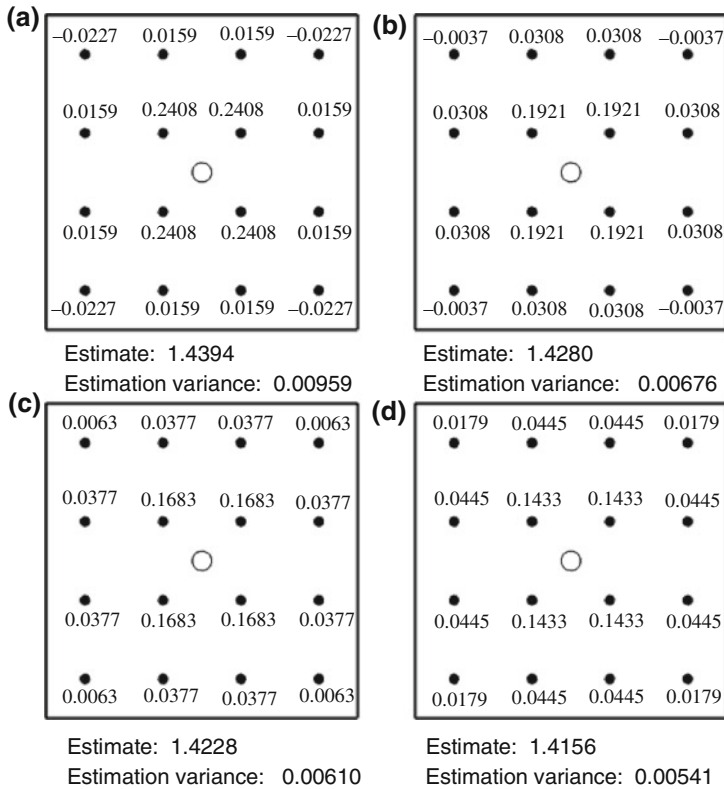 (a)
−0.0227 0.0159 0.0159 −0.0227
0.0159 0.2408 0.2408 0.0159
0.0159 0.2408 0.2408 0.0159
−0.0227 0.0159 0.0159 −0.0227
Estimate: 1.4394
Estimation variance: 0.00959
(b)
−0.0037 0.0308 0.0308 −0.0037
0.0308 0.1921 0.1921 0.0308
0.0308 0.1921 0.1921 0.0308
−0.0037 0.0308 0.0308 −0.0037
Estimate: 1.4280
Estimation variance: 0.00676
(c)
0.0063 0.0377 0.0377 0.0063
0.0377 0.1683 0.1683 0.0377
0.0377 0.1683 0.1683 0.0377
0.0063 0.0377 0.0377 0.0063
Estimate: 1.4228
Estimation variance: 0.00610
(d)
0.0179 0.0445 0.0445 0.0179
0.0445 0.1433 0.1433 0.0445
0.0445 0.1433 0.1433 0.0445
0.0179 0.0445 0.0445 0.0179
Estimate: 1.4156
Estimation variance: 0.00541